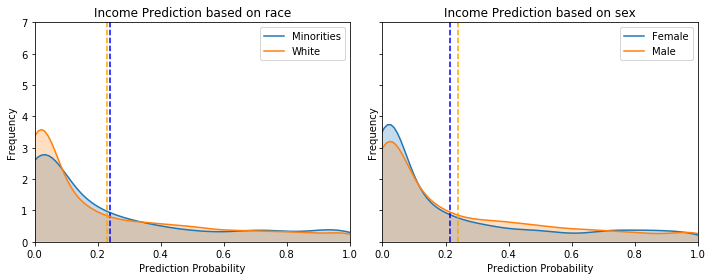 Income Prediction based on race
Income Prediction based on sex
7
6
5
4
3
2
1
0
Frequency
Minorities
White
0.0 0.2 0.4 0.6 0.8 1.0
Prediction Probability
Frequency
Female
Male
0.0 0.2 0.4 0.6 0.8 1.0
Prediction Probability